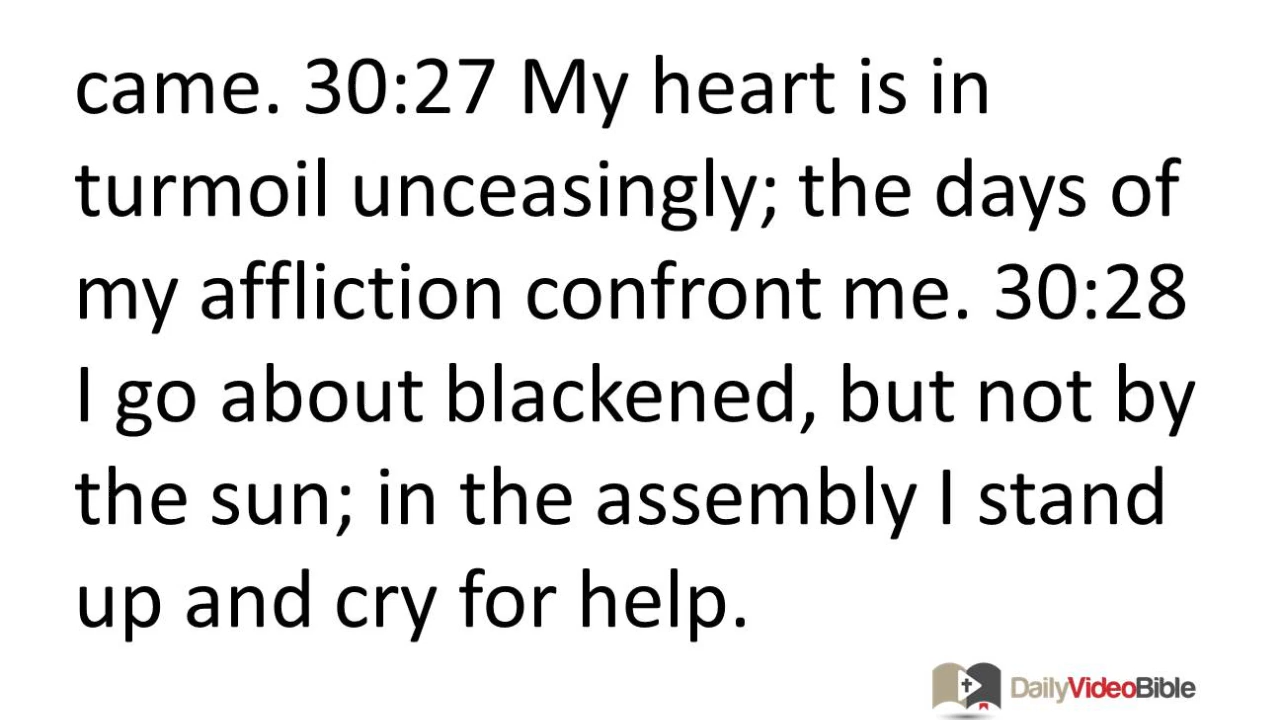 came. 30:27 My heart is in
turmoil unceasingly; the days of
my affliction confront me. 30:28
I go about blackened, but not by
the sun; in the assembly I stand
up and cry for help.
DailyVideoBible